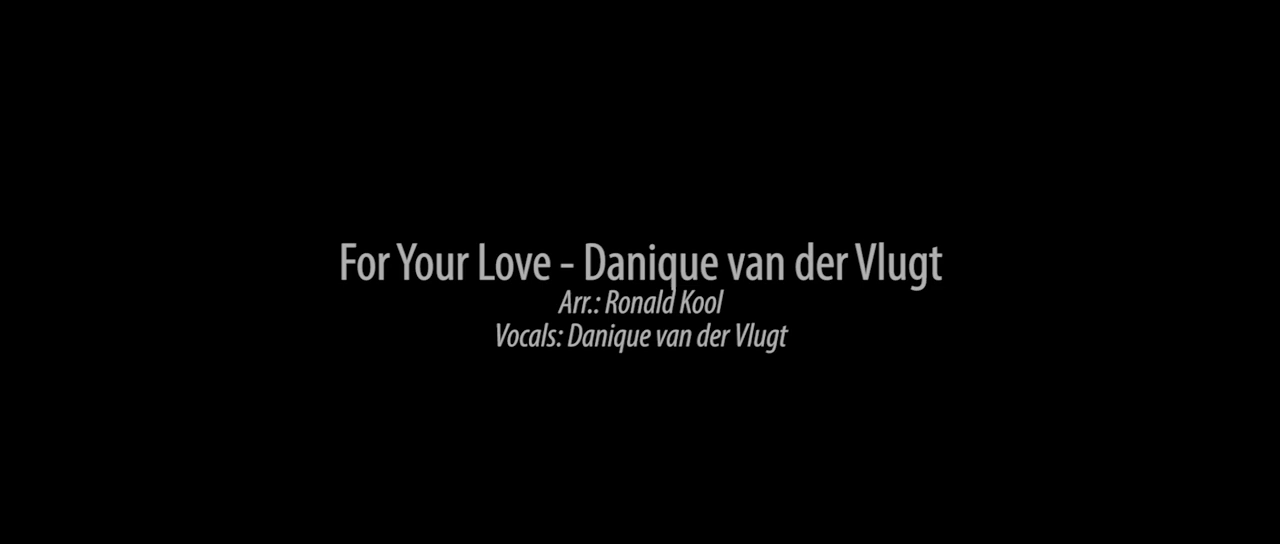 For Your Love - Danique van der Vlugt
Arr.: Ronald Kool
Vocals: Danique van der Vlugt